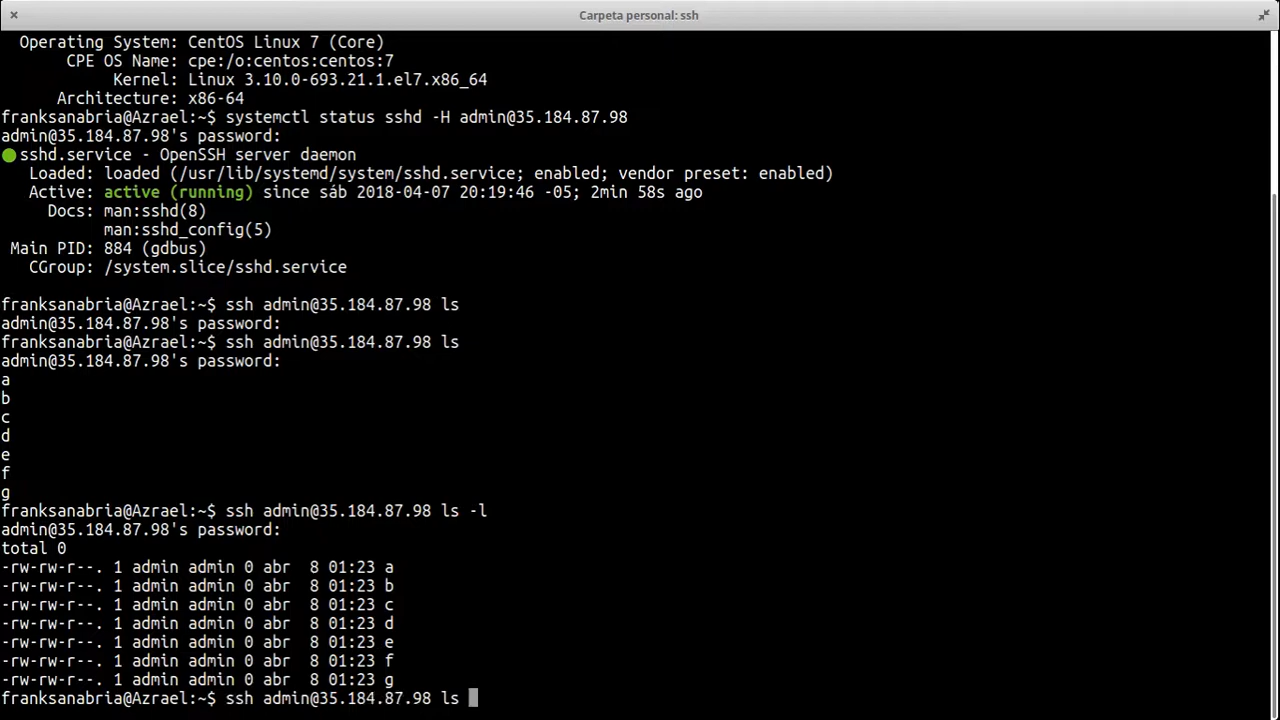 Carpeta personal: ssh
Operating System: CentOS Linux 7 (Core)
CPE OS Name: cpe:/o:centos:centos:7
Kernel: Linux 3.10.0-693.21.1.el7.x86_64
Architecture: x86-64
franksanabria@Azrael:~$ systemctl status sshd -H admin@35.184.87.98
admin@35.184.87.98's password:
sshd.service - OpenSSH server daemon
Loaded: loaded (/usr/lib/systemd/system/sshd.service; enabled; vendor preset: enabled)
Active: active (running) since sáb 2018-04-07 20:19:46 -05; 2min 58s ago
Docs: man:sshd(8)
man:sshd_config(5)
Main PID: 884 (gdbus)
CGroup: /system.slice/sshd.service
franksanabria@Azrael:~$ ssh admin@35.184.87.98 ls
admin@35.184.87.98's password:
franksanabria@Azrael:~$ ssh admin@35.184.87.98 ls
admin@35.184.87.98's password:
a
b
c
d
e
f
g
franksanabria@Azrael:~$ ssh admin@35.184.87.98 ls -l
admin@35.184.87.98's password:
total 0
-rw-rw-r--. 1 admin admin 0 abr  8 01:23 a
-rw-rw-r--. 1 admin admin 0 abr  8 01:23 b
-rw-rw-r--. 1 admin admin 0 abr  8 01:23 c
-rw-rw-r--. 1 admin admin 0 abr  8 01:23 d
-rw-rw-r--. 1 admin admin 0 abr  8 01:23 e
-rw-rw-r--. 1 admin admin 0 abr  8 01:23 f
-rw-rw-r--. 1 admin admin 0 abr  8 01:23 g
franksanabria@Azrael:~$ ssh admin@35.184.87.98 ls